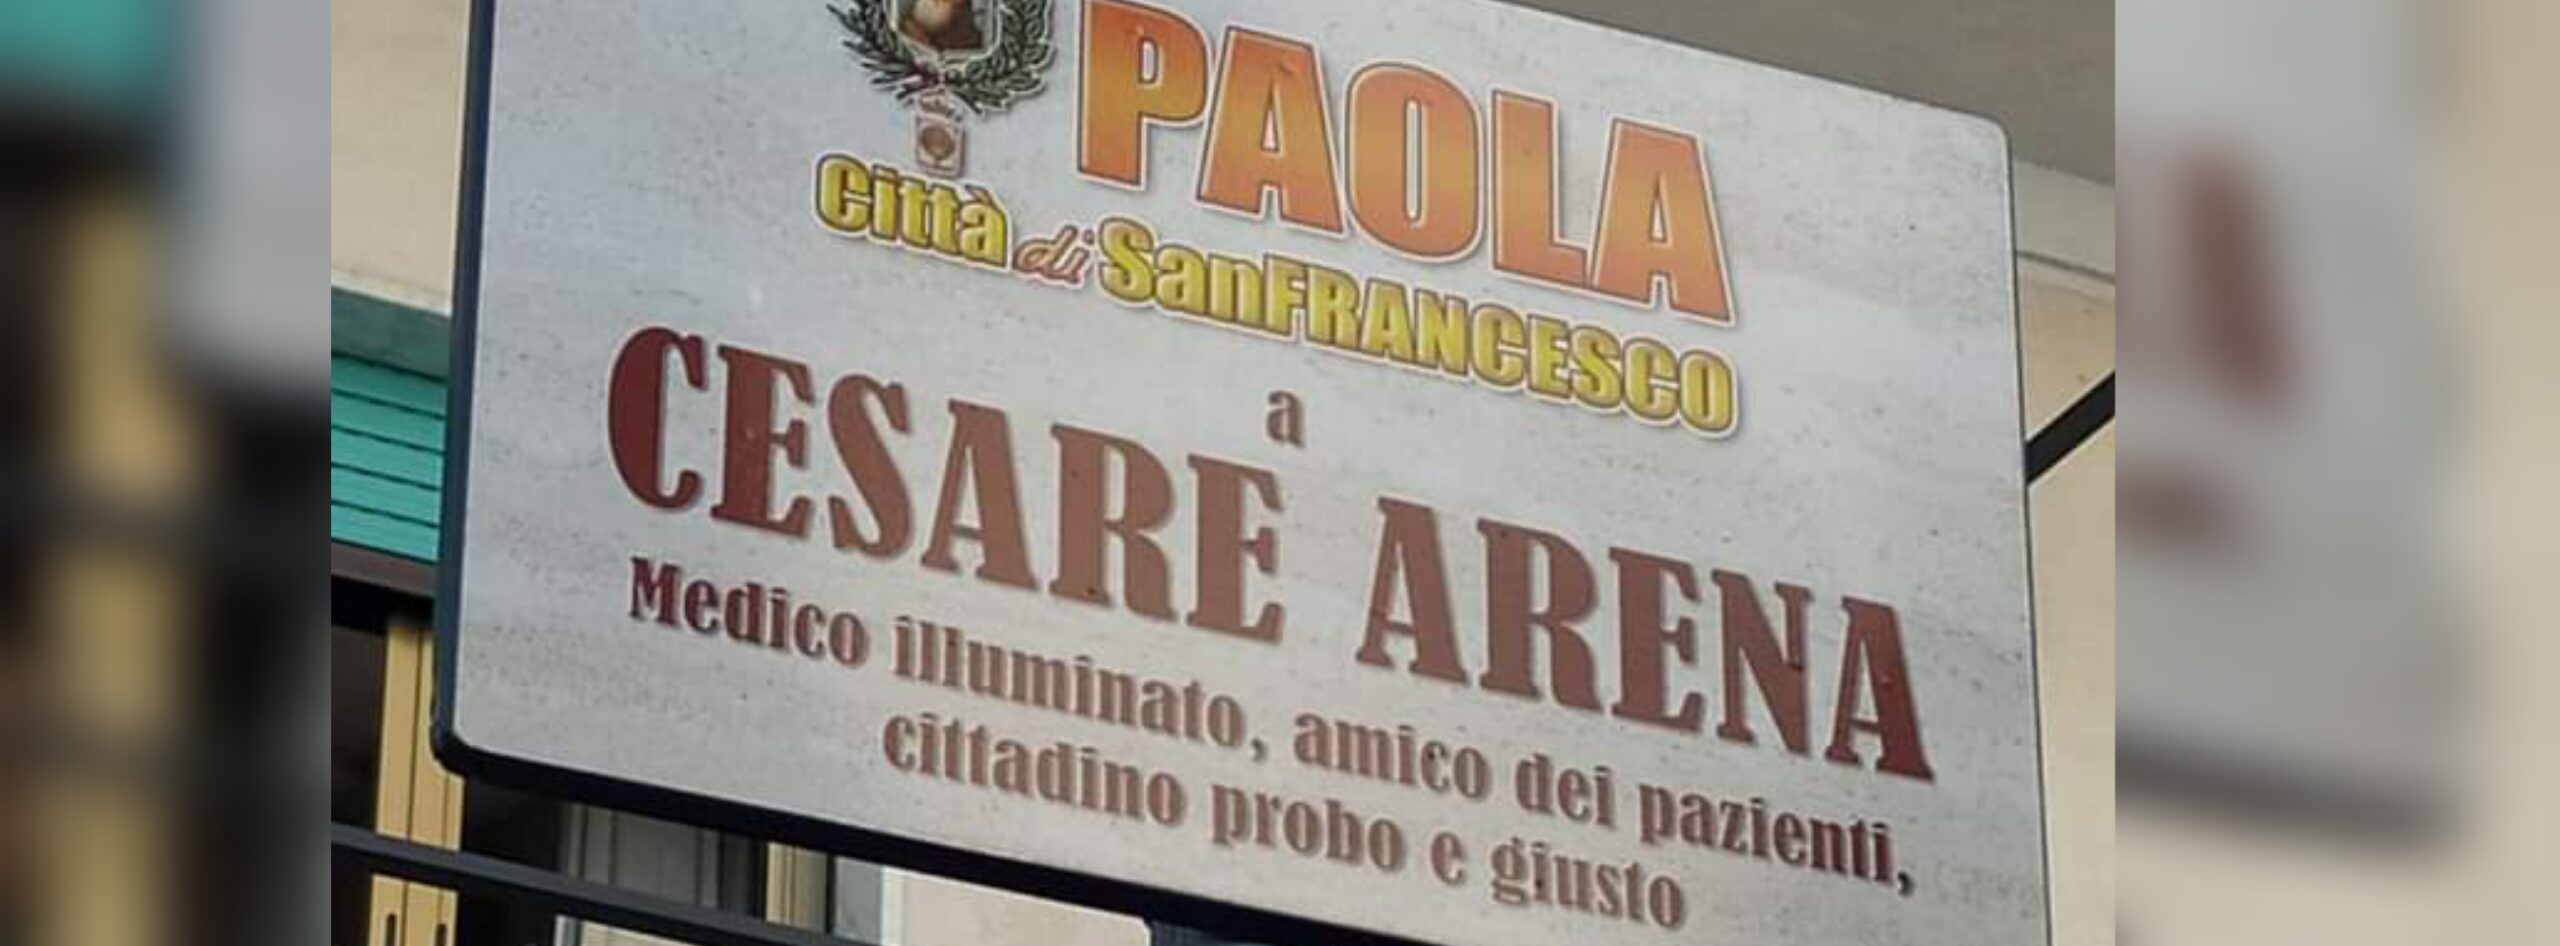 PAOLA
Città di SanFRANCESCO
a
CESARE ARENA
Medico illuminato, amico dei pazienti,
cittadino probo e giusto